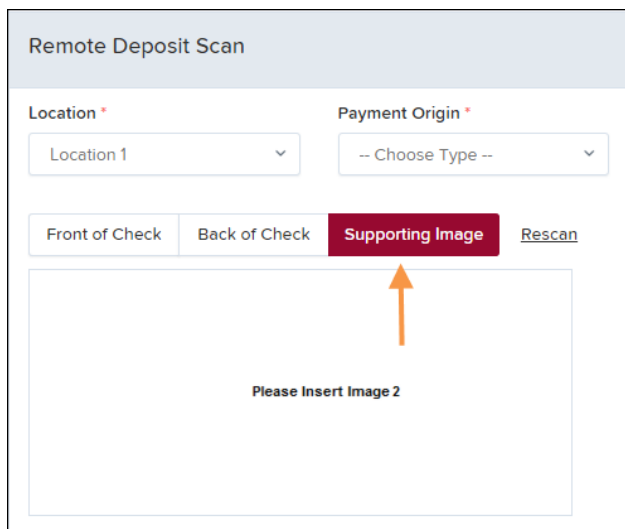 Remote Deposit Scan
Location * Payment Origin *
Location 1 -- Choose Type --
Front of Check Back of Check Supporting Image Rescan
Please Insert Image 2